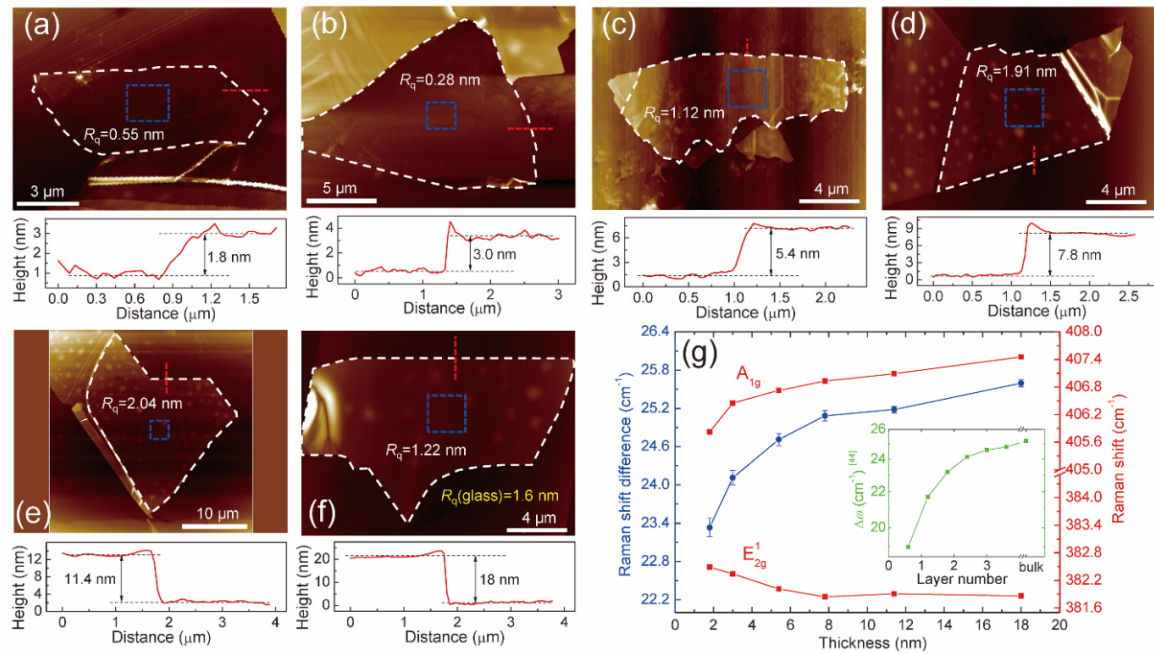 (a)
Rq=0.55 nm
3 μm
(b)
Rq=0.28 nm
5 μm
(c)
Rq=1.12 nm
4 μm
(d)
Rq=1.91 nm
4 μm
Height (nm)
3
2
1
1.8 nm
0.0 0.3 0.6 0.9 1.2 1.5
Distance (μm)
Height (nm)
4
2
0
3.0 nm
0 1 2 3
Distance (μm)
Height (nm)
6
3
0
5.4 nm
0.0 0.5 1.0 1.5 2.0
Distance (μm)
Height (nm)
9
6
3
0
7.8 nm
0.0 0.5 1.0 1.5 2.0 2.5
Distance (μm)
(e)
Rq=2.04 nm
10 μm
(f)
Rq=1.22 nm
Rq(glass)=1.6 nm
4 μm
Height (nm)
12
8
4
0
11.4 nm
0 1 2 3 4
Distance (μm)
Height (nm)
20
10
0
18 nm
0 1 2 3 4
Distance (μm)
(g)
Raman shift difference (cm-1)
26.4
25.8
25.2
24.6
24.0
23.4
22.8
22.2
A1g
E12g
0 2 4 6 8 10 12 14 16 18 20
Thickness (nm)
408.0
407.4
406.8
406.2
405.6
405.0
384.0
383.4
382.8
382.2
381.6
Raman shift (cm-1)
Δω (cm-1) [44]
26
24
22
20
0 1 2 3 bulk
Layer number